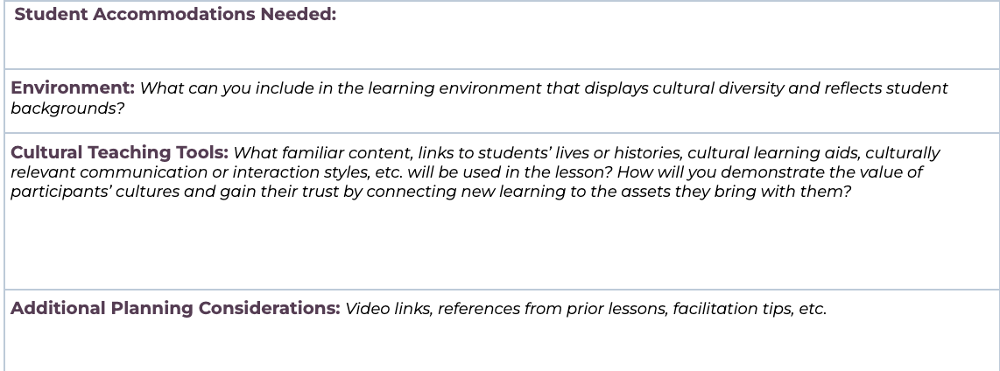 Student Accommodations Needed:
Environment: What can you include in the learning environment that displays cultural diversity and reflects student
backgrounds?
Cultural Teaching Tools: What familiar content, links to students’ lives or histories, cultural learning aids, culturally
relevant communication or interaction styles, etc. will be used in the lesson? How will you demonstrate the value of
participants’ cultures and gain their trust by connecting new learning to the assets they bring with them?
Additional Planning Considerations: Video links, references from prior lessons, facilitation tips, etc.